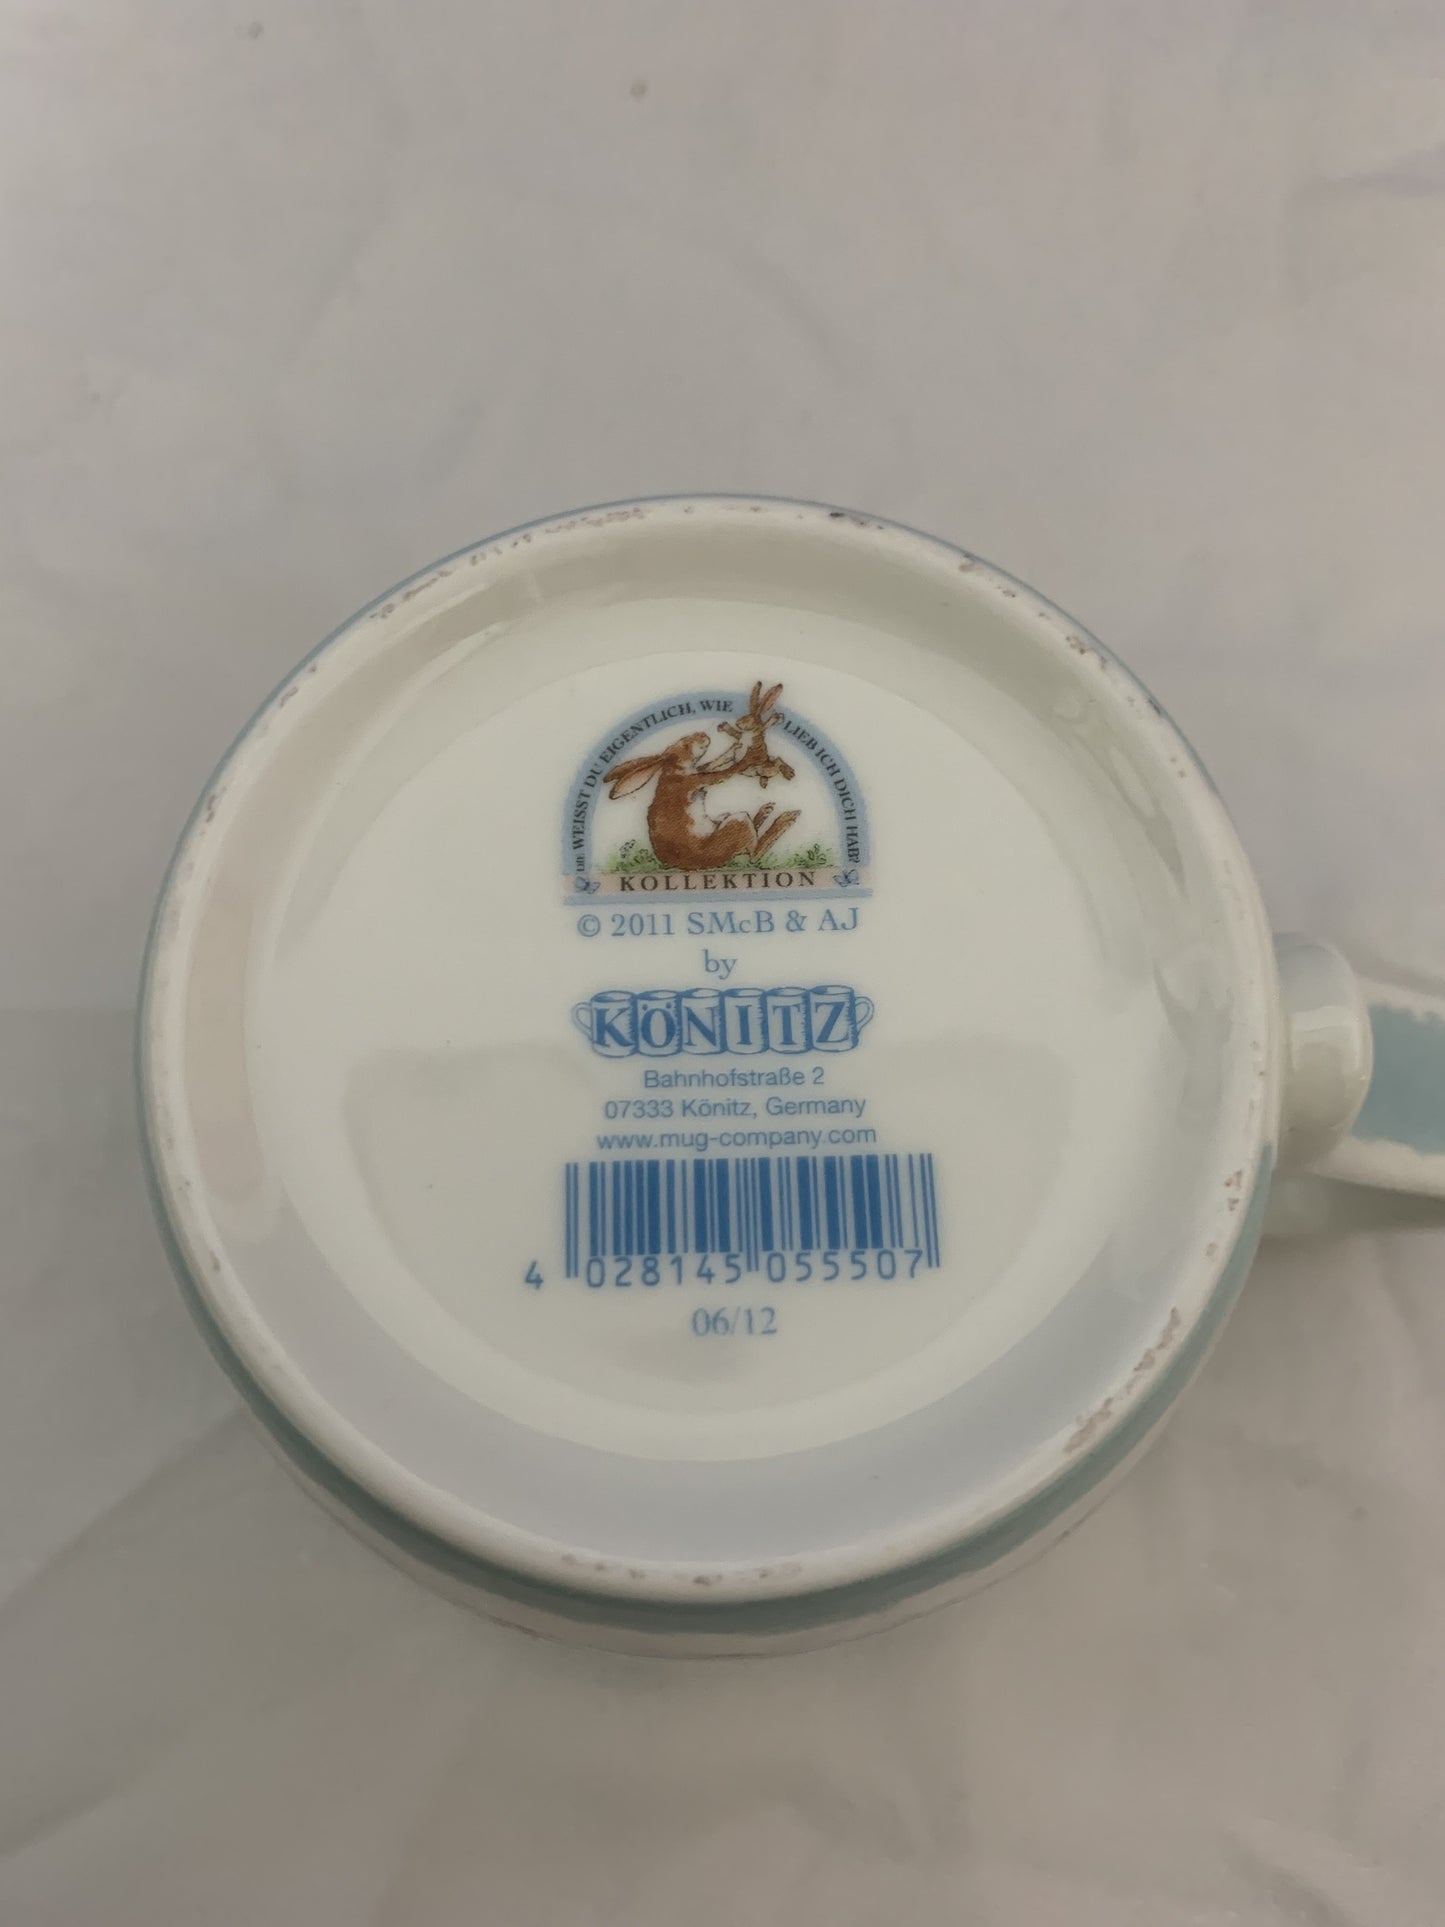 DIE WEISST DU EIGENTLICH, WIE LIEB ICH DICH HAB?
KOLLEKTION
© 2011 SMcB & AJ
by
KÖNITZ
Bahnhofstraße 2
07333 Könitz, Germany
www.mug-company.com
4 028145 055507
06/12